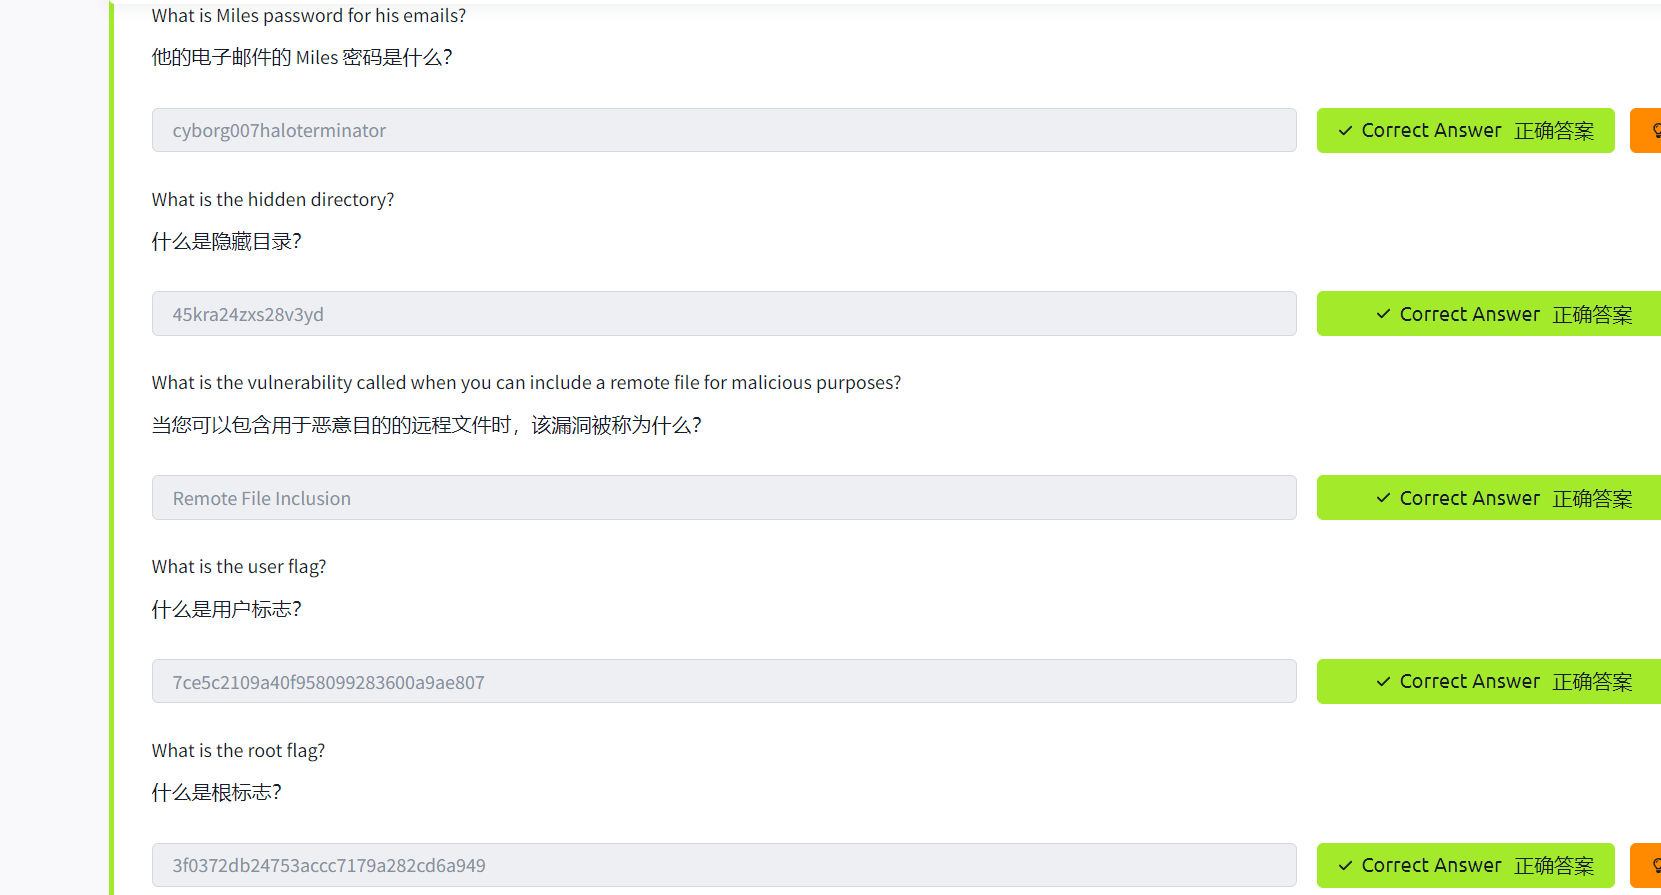 What is Miles password for his emails?
他的电子邮件的 Miles 密码是什么？
cyborg007haloterminator
Correct Answer 正确答案
What is the hidden directory?
什么是隐藏目录？
45kra24zxs28v3yd
Correct Answer 正确答案
What is the vulnerability called when you can include a remote file for malicious purposes?
当您可以包含用于恶意目的的远程文件时，该漏洞被称为什么？
Remote File Inclusion
Correct Answer 正确答案
What is the user flag?
什么是用户标志？
7ce5c2109a40f958099283600a9ae807
Correct Answer 正确答案
What is the root flag?
什么是根标志？
3f0372db24753accc7179a282cd6a949
Correct Answer 正确答案